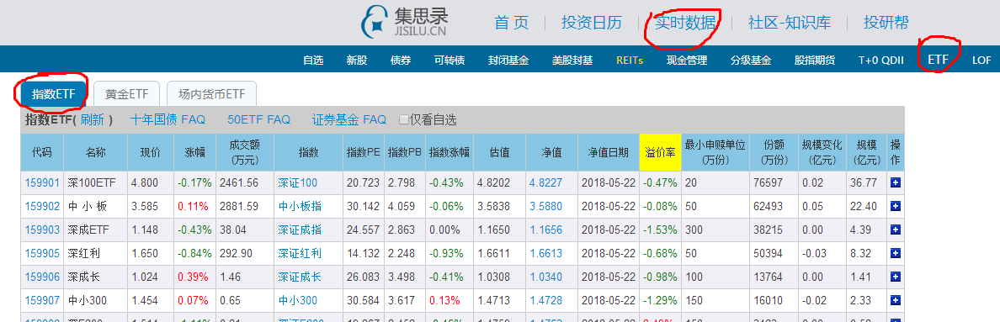 集思录
JISILU.CN
首 页 投资日历 实时数据 社区-知识库 投研帮
自选 新股 债券 可转债 封闭基金 美股封基 REITs 现金管理 分级基金 股指期货 T+0 QDII ETF LOF
指数ETF 黄金ETF 场内货币ETF
指数ETF( 刷新 ) 十年国债 FAQ 50ETF FAQ 证券基金 FAQ 仅看自选
代码 名称 现价 涨幅 成交额(万元) 指数 指数PE 指数PB 指数涨幅 估值 净值 净值日期 溢价率 最小申赎单位(万份) 份额(万份) 规模变化(亿元) 规模(亿元) 操作
159901 深100ETF 4.800 -0.17% 2461.56 深证100 20.723 2.798 -0.43% 4.8202 4.8227 2018-05-22 -0.47% 20 76597 0.02 36.77
159902 中 小 板 3.585 0.11% 2881.59 中小板指 30.142 4.059 -0.06% 3.5838 3.5880 2018-05-22 -0.08% 50 62493 0.05 22.40
159903 深成ETF 1.148 -0.43% 38.04 深证成指 24.557 2.863 0.00% 1.1650 1.1656 2018-05-22 -1.53% 300 38215 0.00 4.39
159905 深红利 1.650 -0.84% 292.90 深证红利 14.132 2.248 -0.93% 1.6611 1.6613 2018-05-22 -0.68% 50 50394 -0.03 8.32
159906 深成长 1.024 0.39% 1.46 深证成长 26.083 3.498 -0.41% 1.0308 1.0340 2018-05-22 -0.98% 100 13764 0.00 1.41
159907 中小300 1.454 0.07% 0.65 中小300 30.584 3.617 0.13% 1.4713 1.4728 2018-05-22 -1.29% 150 16010 -0.02 2.33